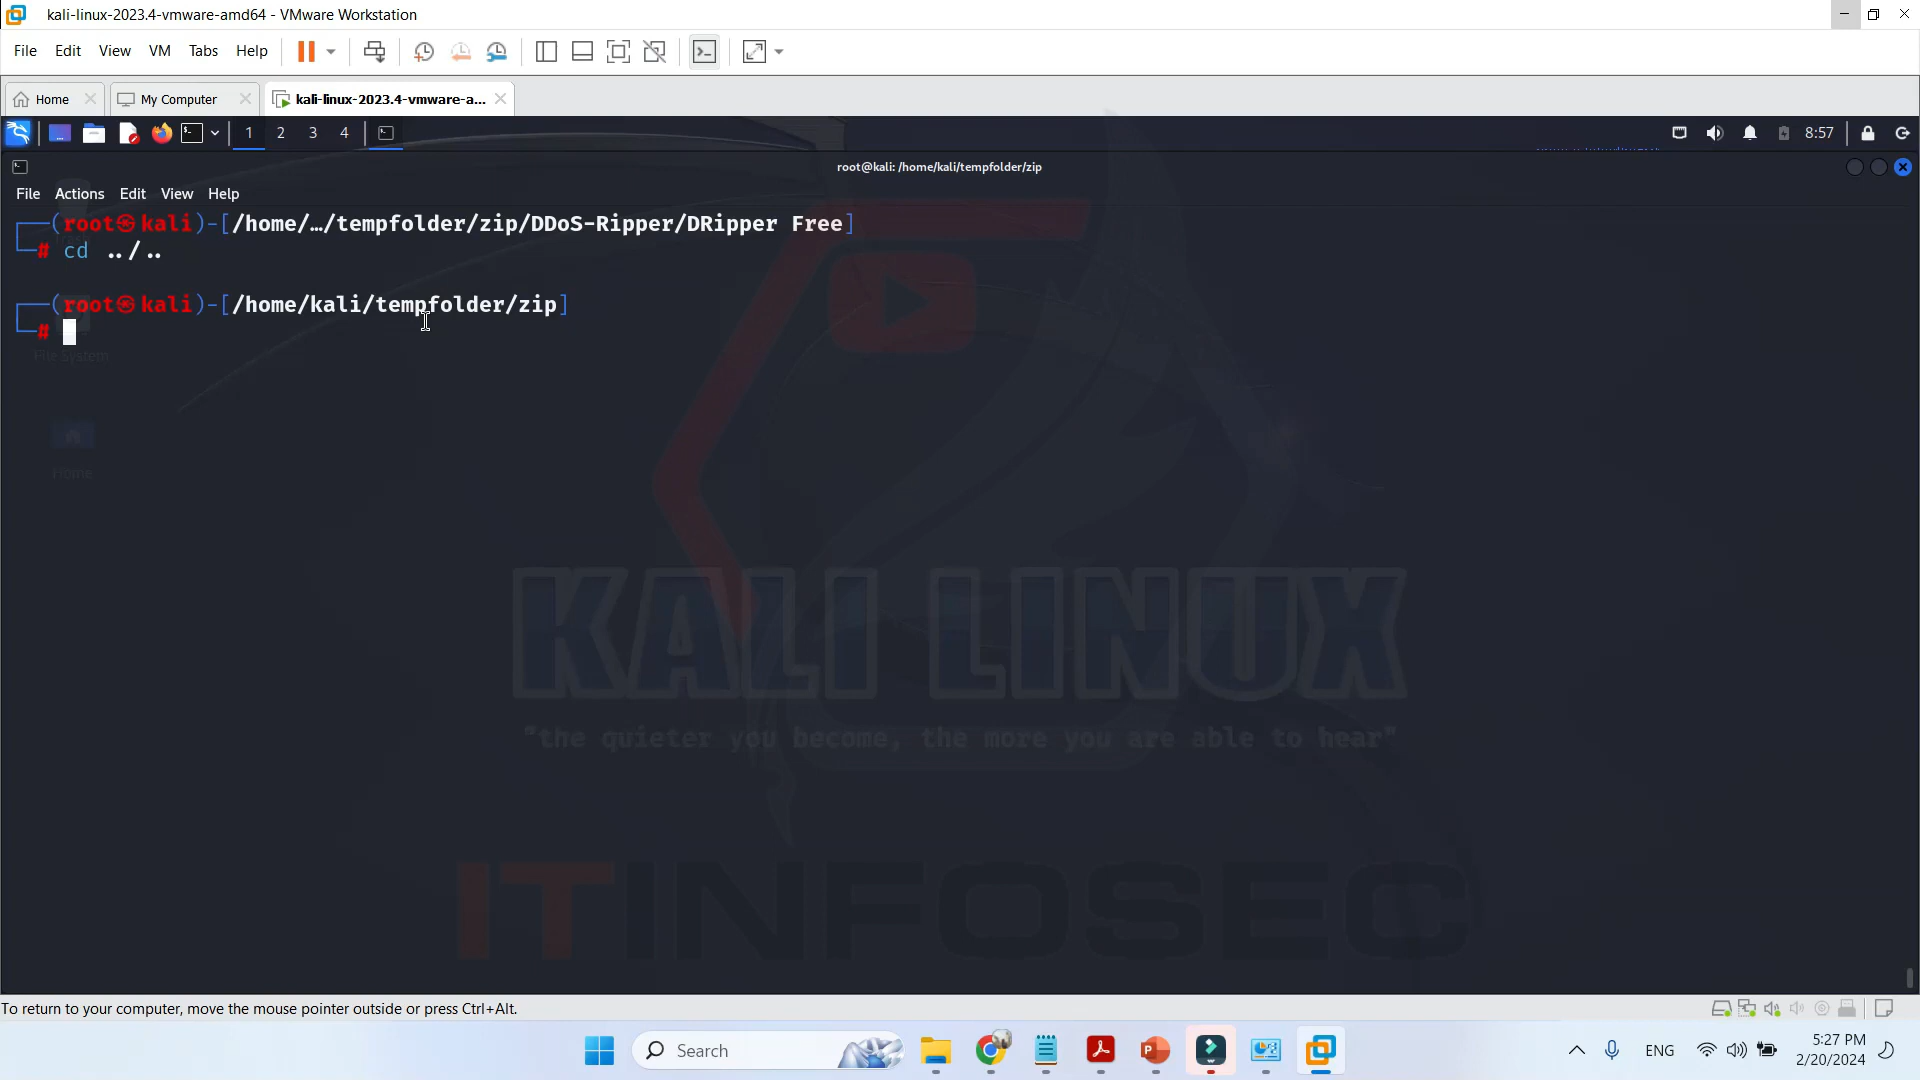 kali-linux-2023.4-vmware-amd64 - VMware Workstation
File Edit View VM Tabs Help
Home My Computer kali-linux-2023.4-vmware-a...
1 2 3 4 8:57
root@kali: /home/kali/tempfolder/zip
File Actions Edit View Help
(root㉿kali)-[/home/…/tempfolder/zip/DDoS-Ripper/DRipper Free]
# cd ../..
(root㉿kali)-[/home/kali/tempfolder/zip]
#
File System
Home
KALI LINUX
"the quieter you become, the more you are able to hear"
ITINFOSEC
To return to your computer, move the mouse pointer outside or press Ctrl+Alt.
Search
ENG
5:27 PM
2/20/2024